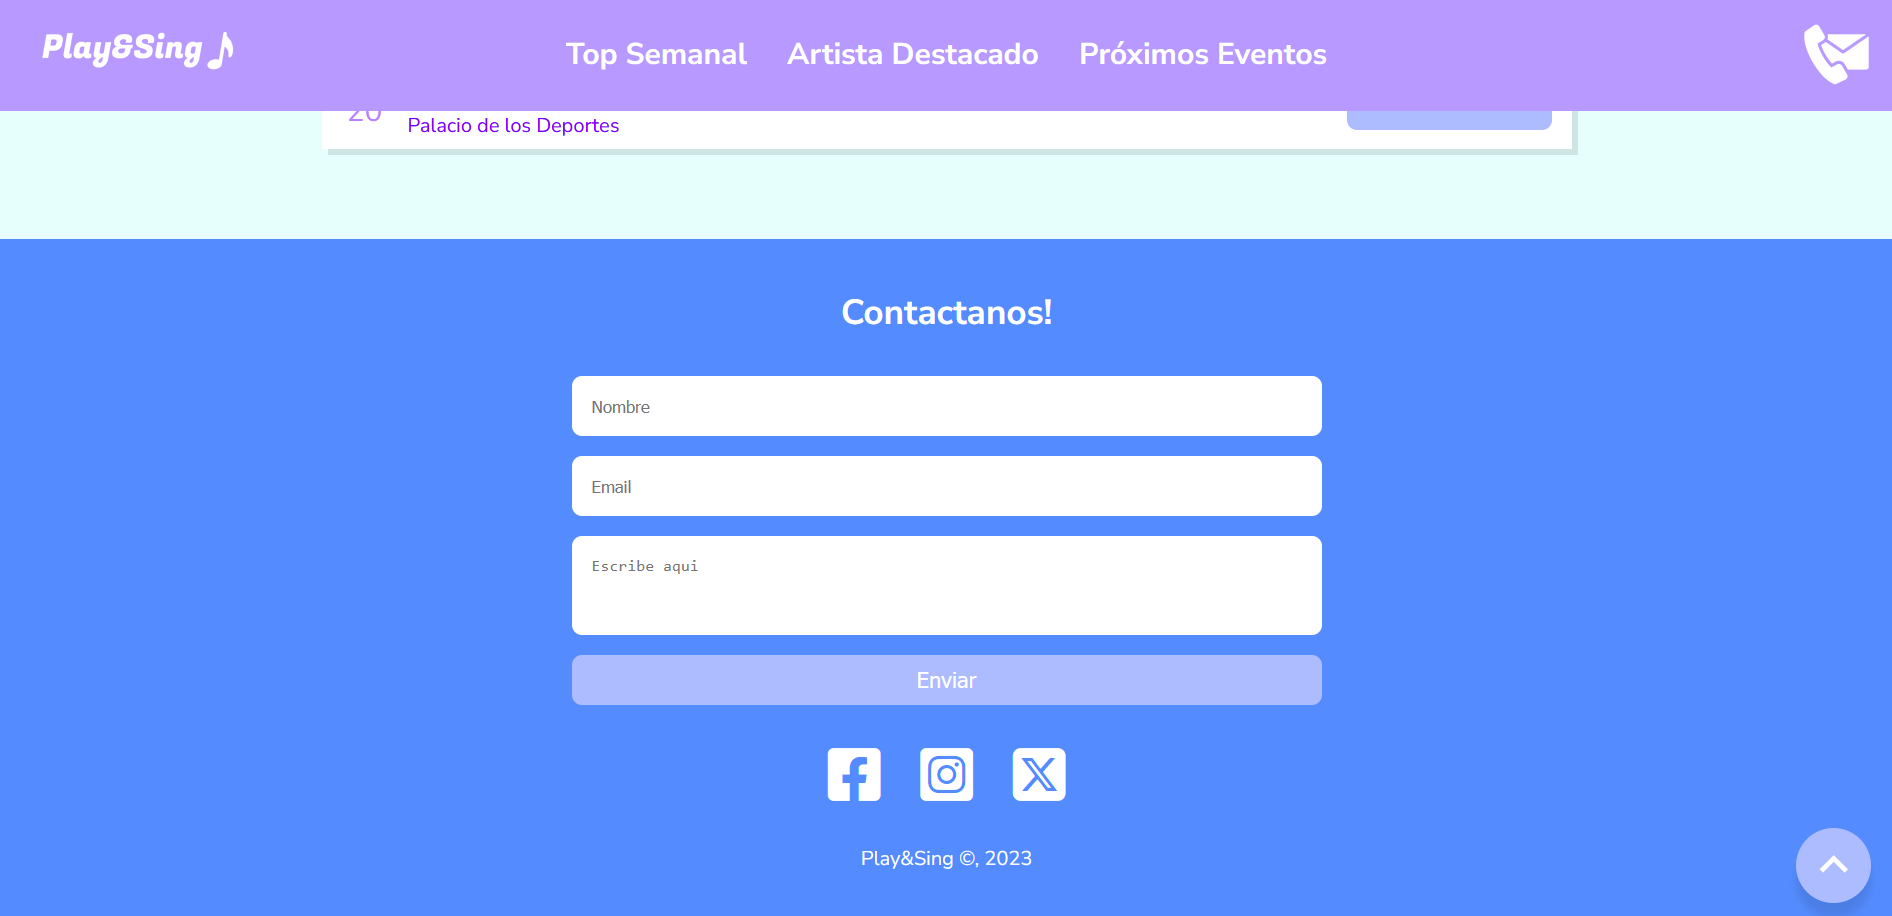 Play&Sing
Top Semanal
Artista Destacado
Próximos Eventos
20
Palacio de los Deportes
Contactanos!
Nombre
Email
Escribe aqui
Enviar
Play&Sing ©, 2023